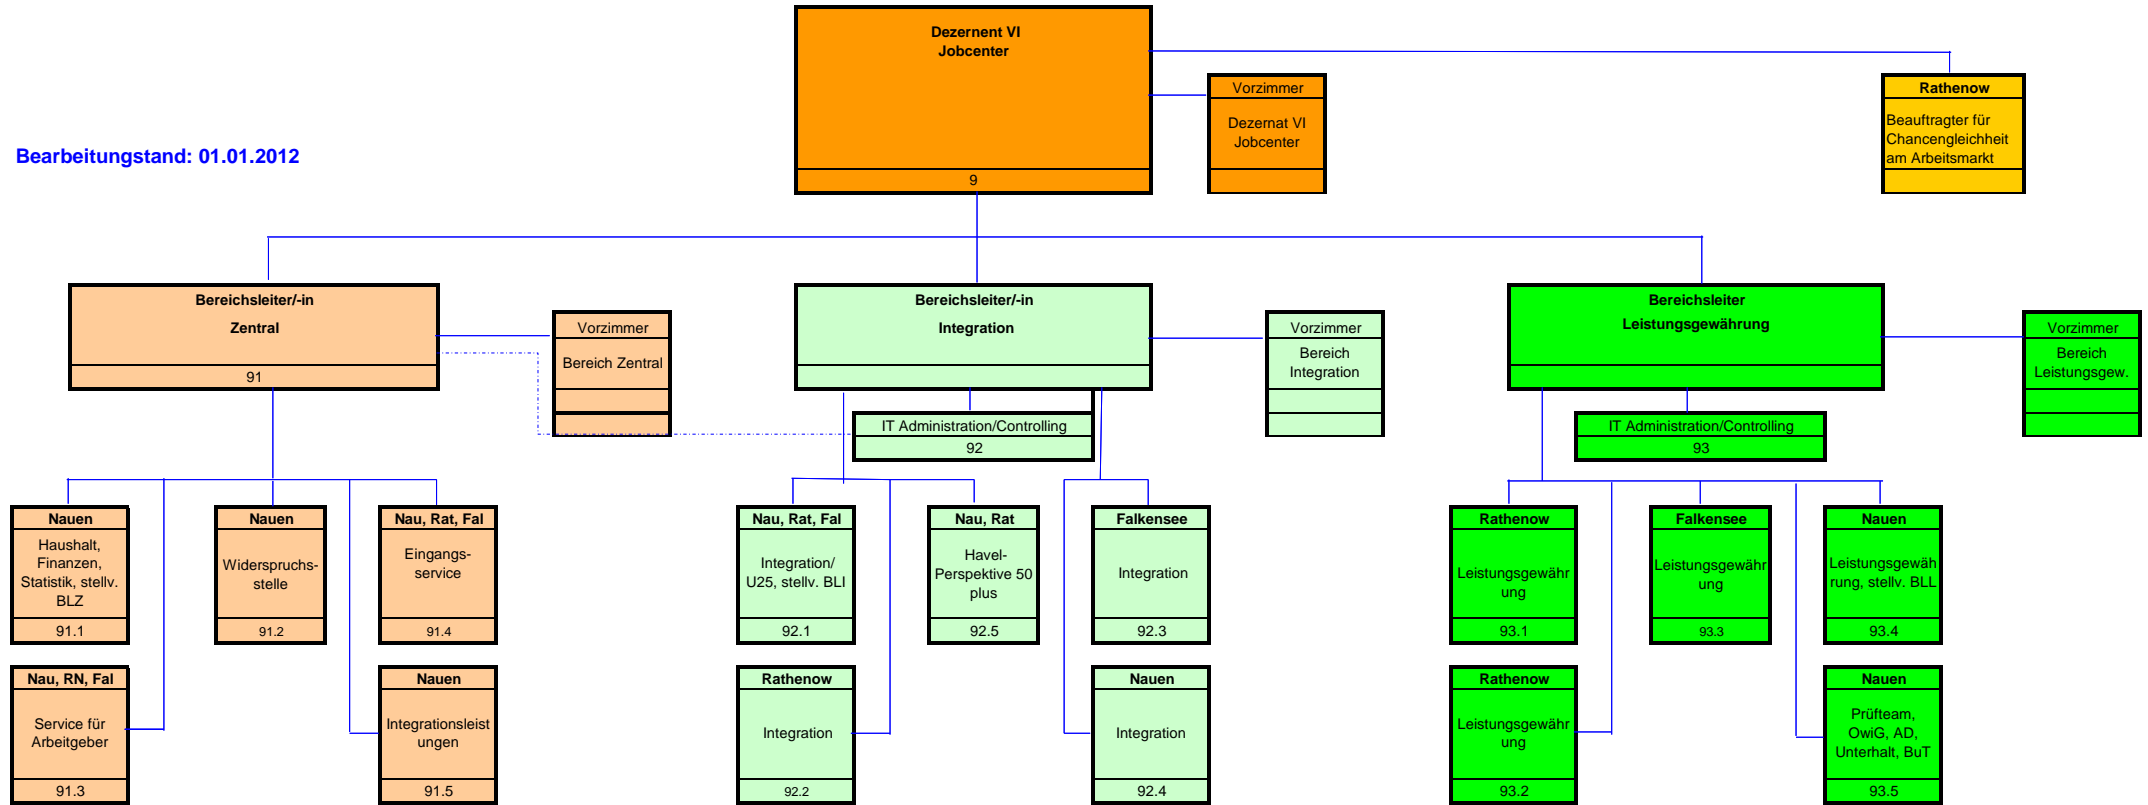 Dezernent VI
Jobcenter
9
Vorzimmer
Dezernat VI
Jobcenter
Rathenow
Beauftragter für
Chancengleichheit
am Arbeitsmarkt
Bearbeitungstand: 01.01.2012
Bereichsleiter/-in
Zentral
91
Vorzimmer
Bereich Zentral
Bereichsleiter/-in
Integration
Vorzimmer
Bereich
Integration
IT Administration/Controlling
92
Bereichsleiter
Leistungsgewährung
Vorzimmer
Bereich
Leistungsgew.
IT Administration/Controlling
93
Nauen
Haushalt,
Finanzen,
Statistik, stellv.
BLZ
91.1
Nauen
Widerspruchs-
stelle
91.2
Nau, Rat, Fal
Eingangs-
service
91.4
Nau, Rat, Fal
Integration/
U25, stellv. BLI
92.1
Nau, Rat
Havel-
Perspektive 50
plus
92.5
Falkensee
Integration
92.3
Rathenow
Leistungsgewähr
ung
93.1
Falkensee
Leistungsgewähr
ung
93.3
Nauen
Leistungsgewäh
rung, stellv. BLL
93.4
Nau, RN, Fal
Service für
Arbeitgeber
91.3
Nauen
Integrationsleist
ungen
91.5
Rathenow
Integration
92.2
Nauen
Integration
92.4
Rathenow
Leistungsgewähr
ung
93.2
Nauen
Prüfteam,
OwiG, AD,
Unterhalt, BuT
93.5